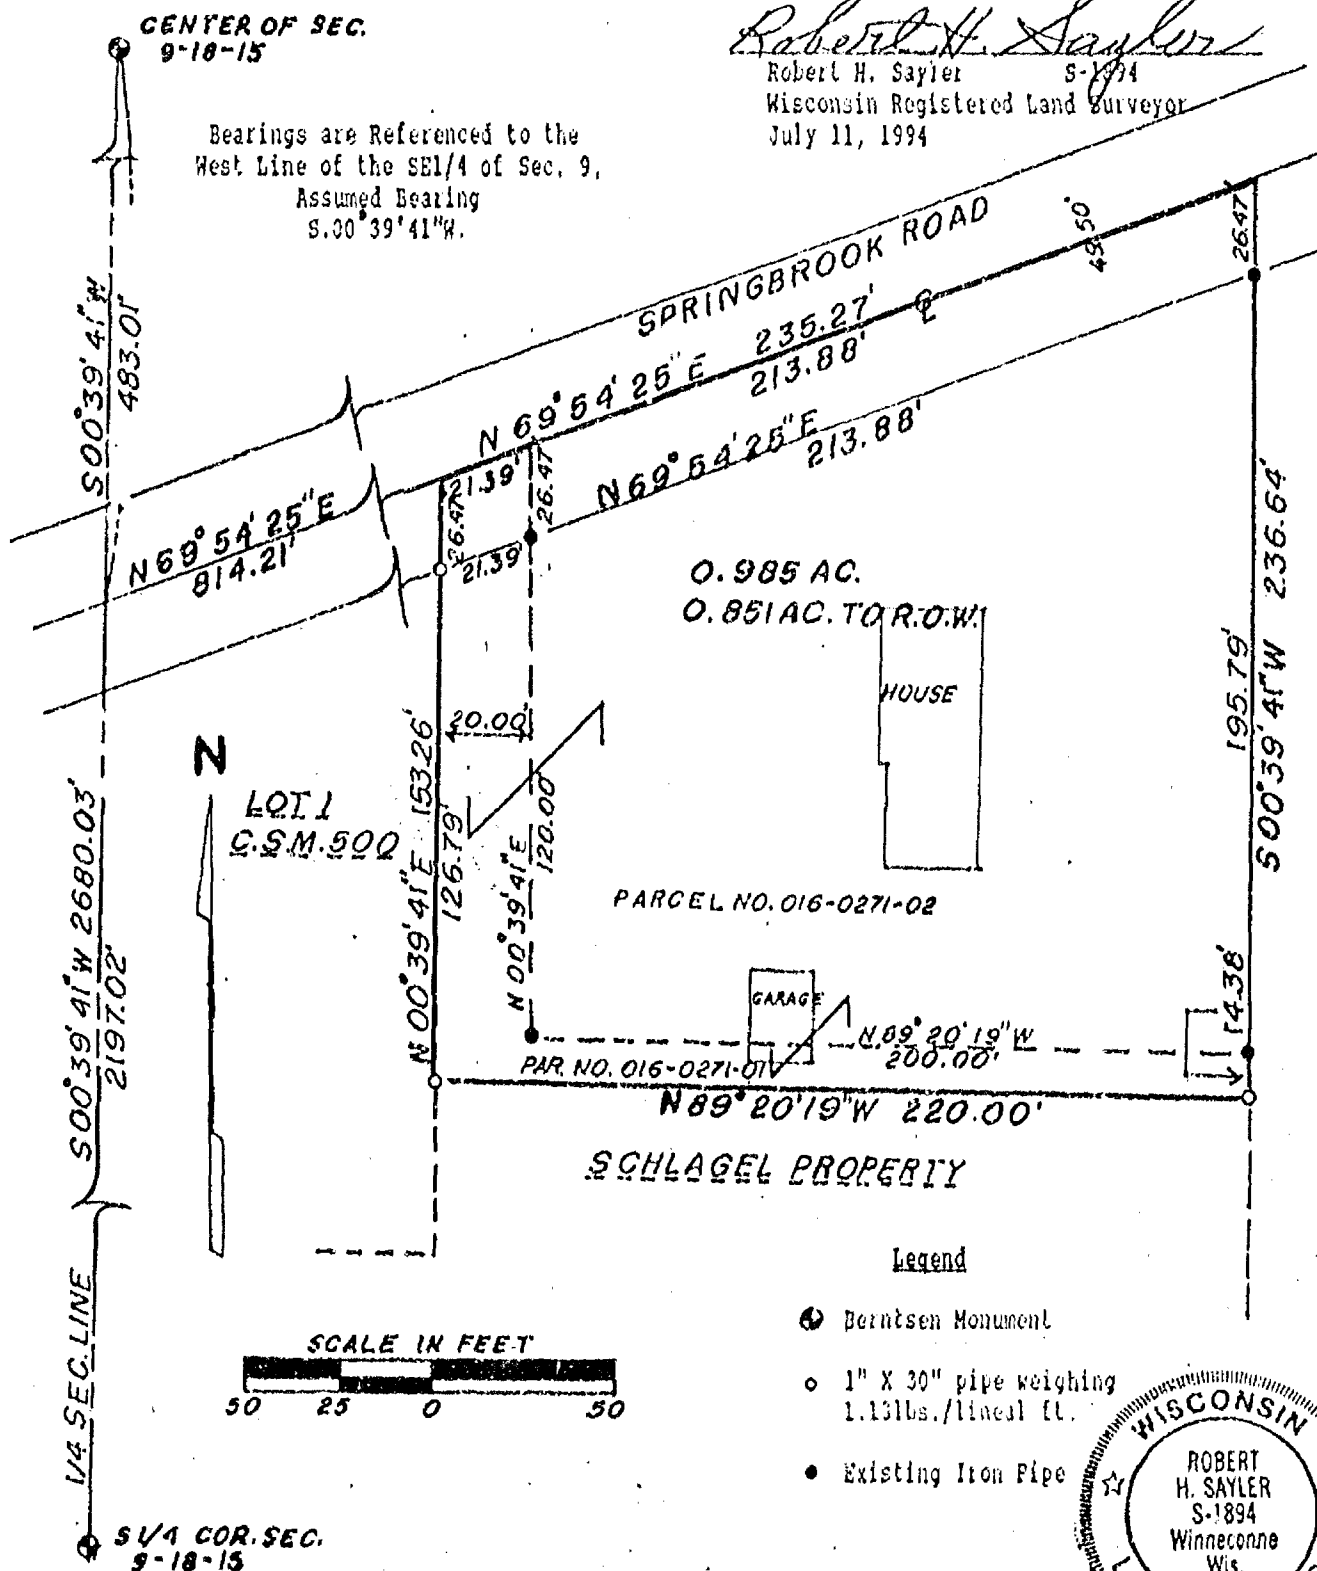 CENTER OF SEC.
9-18-15
Robert H. Sayler
Robert H. Sayler S-1894
Wisconsin Registered Land Surveyor
July 11, 1994
Bearings are Referenced to the
West Line of the SE1/4 of Sec. 9,
Assumed Bearing
S.00°39'41"W.
S00°39'41"W
483.01'
SPRINGBROOK ROAD
49.50'
26.47'
N 69°54'25"E 235.27'
213.88'
℄
N69°54'25"E
213.88'
21.39'
26.47'
26.47'
21.39'
N69°54'25"E
814.21'
0.985 AC.
0.851 AC. TO R.O.W.
HOUSE
S00°39'41"W 236.64'
195.79'
N
LOT 1
C.S.M. 500
20.00'
N 00°39'41"E 153.26'
126.79'
N 00°39'41"E
120.00'
PARCEL NO. 016-0271-02
S00°39'41"W 2680.03'
2197.02'
GARAGE
14.38'
N.89°20'19"W
200.00'
PAR. NO. 016-0271-01
N89°20'19"W 220.00'
SCHLAGEL PROPERTY
Legend
Berntsen Monument
1" X 30" pipe weighing
1.13lbs./lineal ft.
Existing Iron Pipe
SCALE IN FEET
50 25 0 50
1/4 SEC. LINE
S1/4 COR. SEC.
9-18-15
WISCONSIN
ROBERT
H. SAYLER
S-1894
Winneconne
Wis.